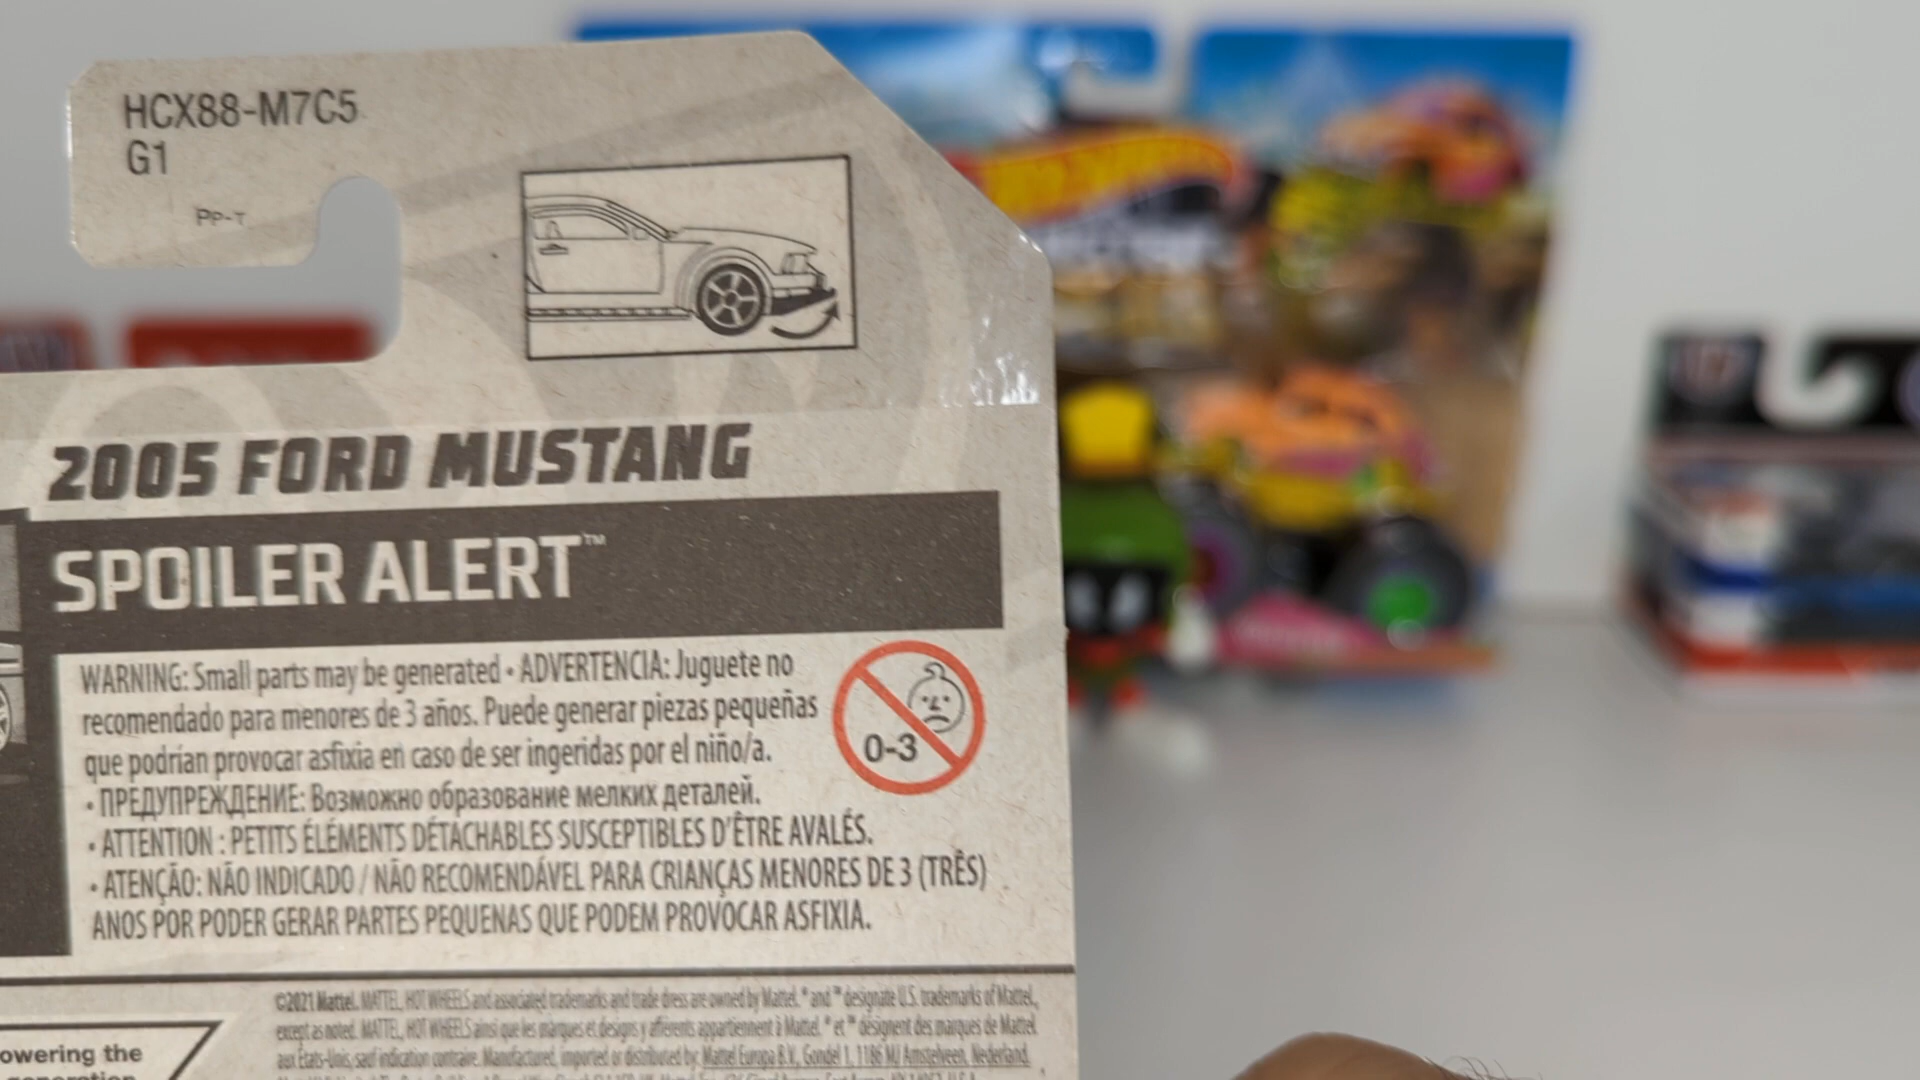 HCX88-M7C5
G1
PP-T
2005 FORD MUSTANG
SPOILER ALERT™
WARNING: Small parts may be generated • ADVERTENCIA: Juguete no
recomendado para menores de 3 años. Puede generar piezas pequeñas
que podrían provocar asfixia en caso de ser ingeridas por el niño/a.
• ПРЕДУПРЕЖДЕНИЕ: Возможно образование мелких деталей.
• ATTENTION : PETITS ÉLÉMENTS DÉTACHABLES SUSCEPTIBLES D'ÊTRE AVALÉS.
• ATENÇÃO: NÃO INDICADO / NÃO RECOMENDÁVEL PARA CRIANÇAS MENORES DE 3 (TRÊS)
ANOS POR PODER GERAR PARTES PEQUENAS QUE PODEM PROVOCAR ASFIXIA.
0-3
©2021 Mattel. MATTEL, HOT WHEELS and associated trademarks and trade dress are owned by Mattel. ® and ™ designate U.S. trademarks of Mattel,
except as noted. MATTEL, HOT WHEELS ainsi que les marques et designs y afférents appartiennent à Mattel. ® et ™ désignent des marques de Mattel
aux États-Unis, sauf indication contraire. Manufactured, imported or distributed by: Mattel Europa B.V., Gondel 1, 1186 MJ Amstelveen, Nederland.
owering the